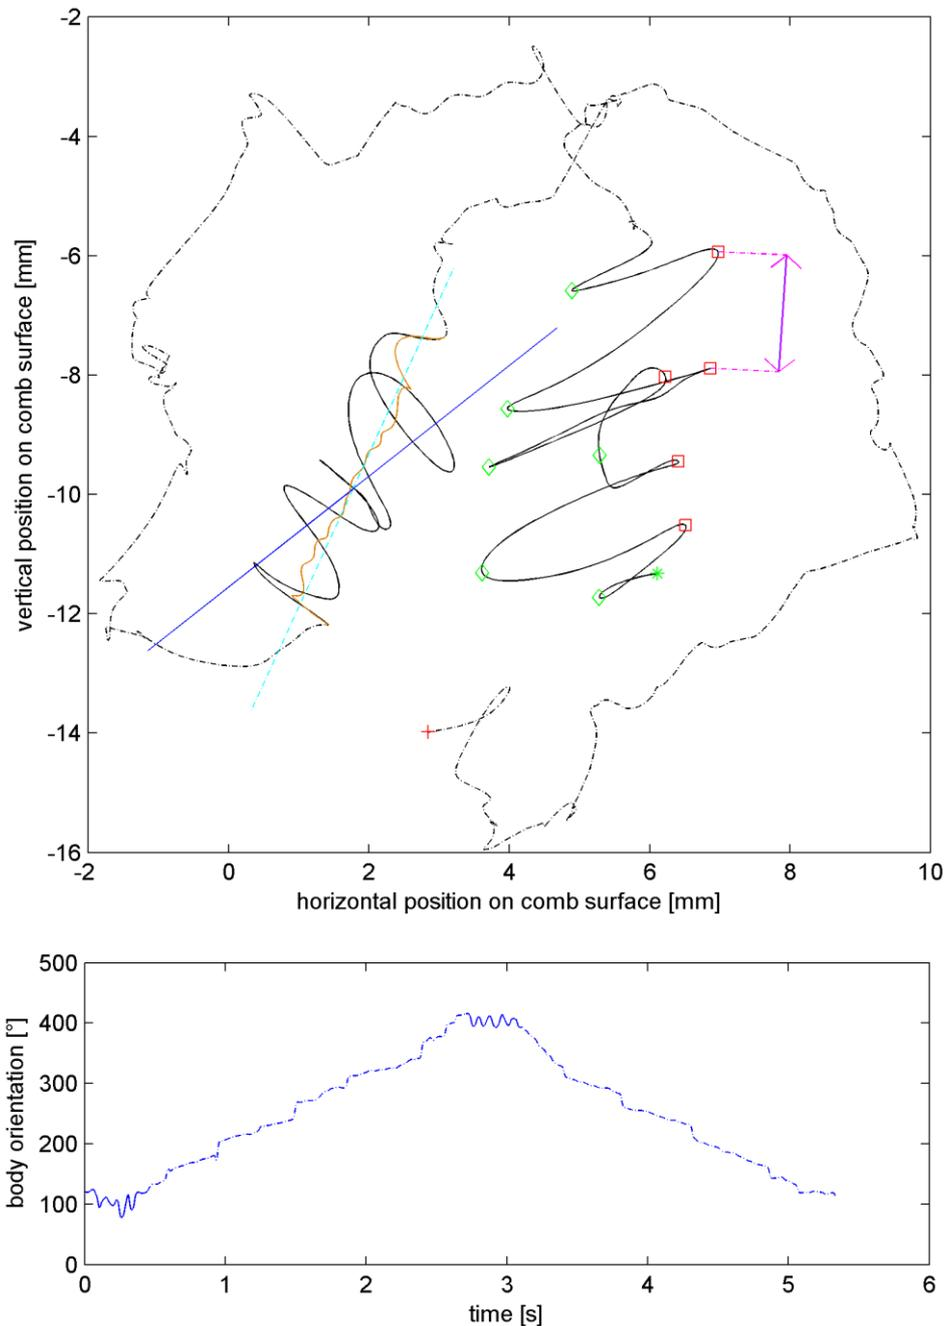 -2
-4
-6
-8
-10
-12
-14
-16
vertical position on comb surface [mm]
-2 0 2 4 6 8 10
horizontal position on comb surface [mm]
500
400
300
200
100
0
body orientation [°]
0 1 2 3 4 5 6
time [s]